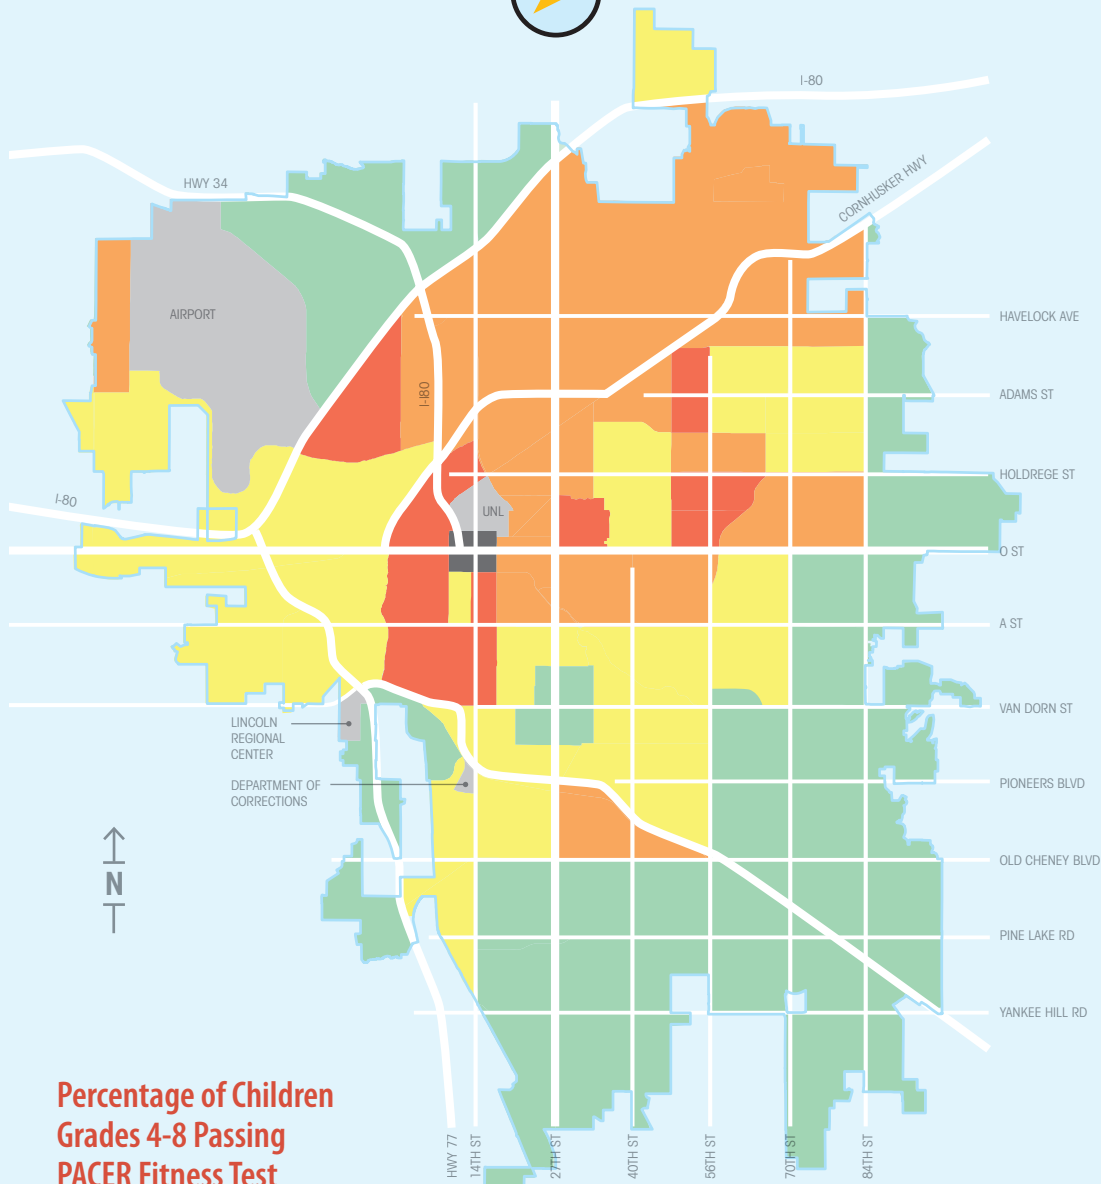 I-80
HWY 34
CORNHUSKER HWY
AIRPORT
HAVELOCK AVE
I-180
ADAMS ST
HOLDREGE ST
I-80
UNL
O ST
A ST
VAN DORN ST
LINCOLN
REGIONAL
CENTER
DEPARTMENT OF
CORRECTIONS
PIONEERS BLVD
OLD CHENEY BLVD
N
PINE LAKE RD
YANKEE HILL RD
Percentage of Children
Grades 4-8 Passing
PACER Fitness Test
HWY 77
14TH ST
27TH ST
40TH ST
56TH ST
70TH ST
84TH ST